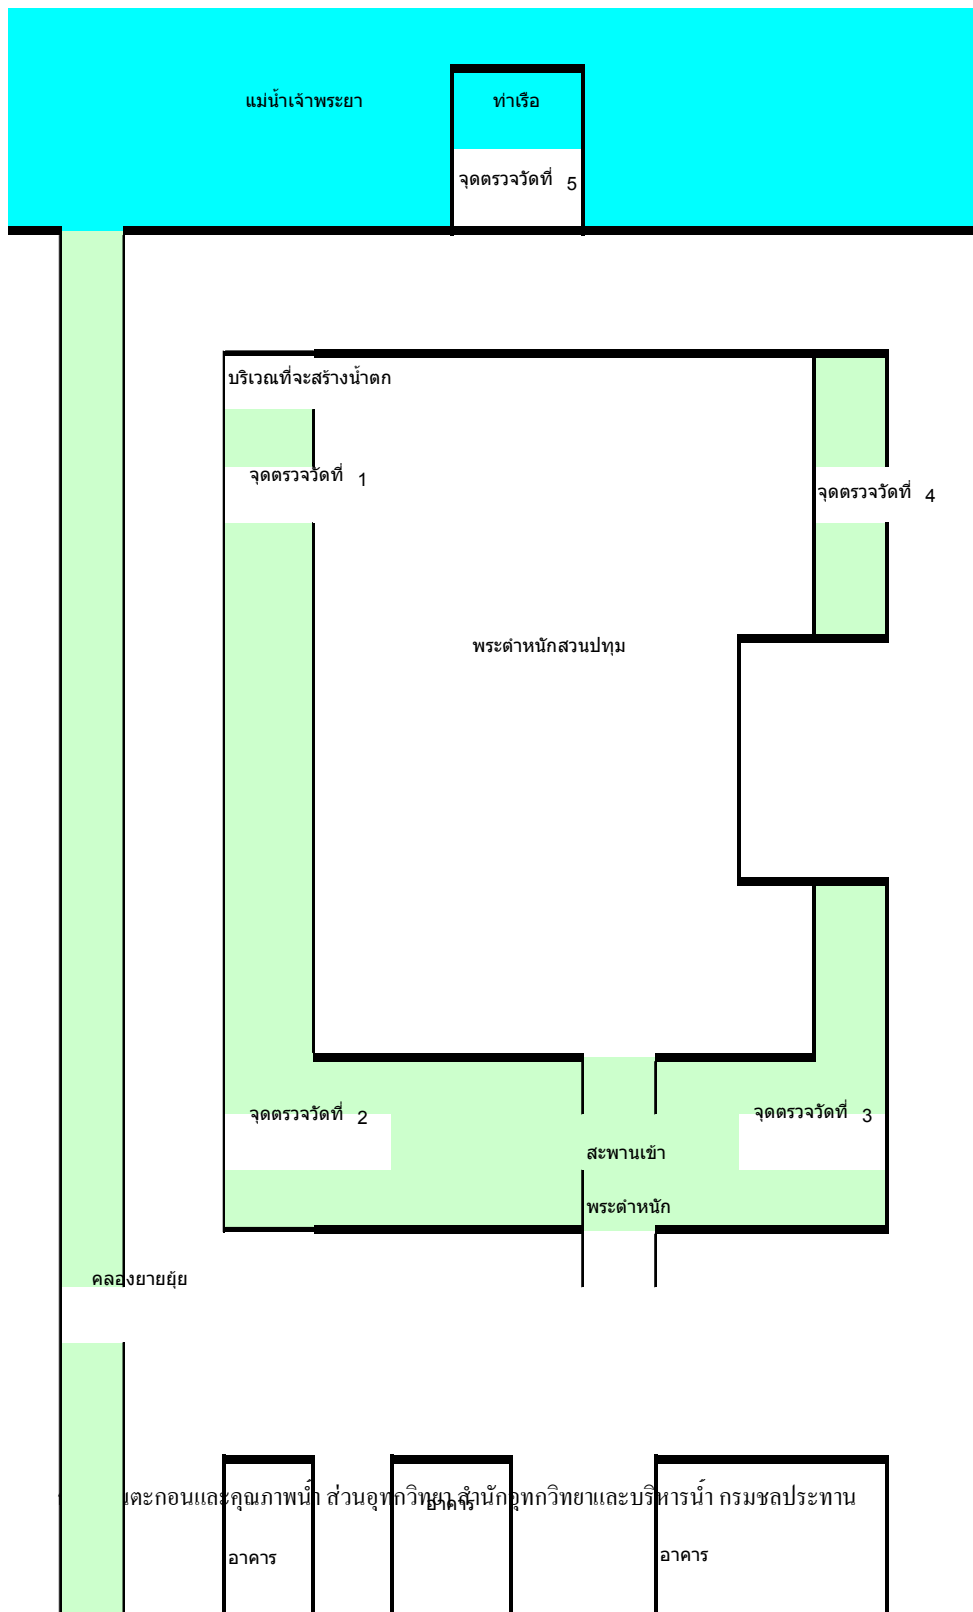 แม่น้ำเจ้าพระยา
ท่าเรือ
จุดตรวจวัดที่ 5
บริเวณที่จะสร้างน้ำตก
จุดตรวจวัดที่ 1
จุดตรวจวัดที่ 4
พระตำหนักสวนปทุม
จุดตรวจวัดที่ 2
จุดตรวจวัดที่ 3
สะพานเข้า
พระตำหนัก
คลองยายยุ้ย
ตะกอนและคุณภาพน้ำ ส่วนอุทกวิทยา สำนักอุทกวิทยาและบริหารน้ำ กรมชลประทาน
อาคาร
อาคาร
อาคาร